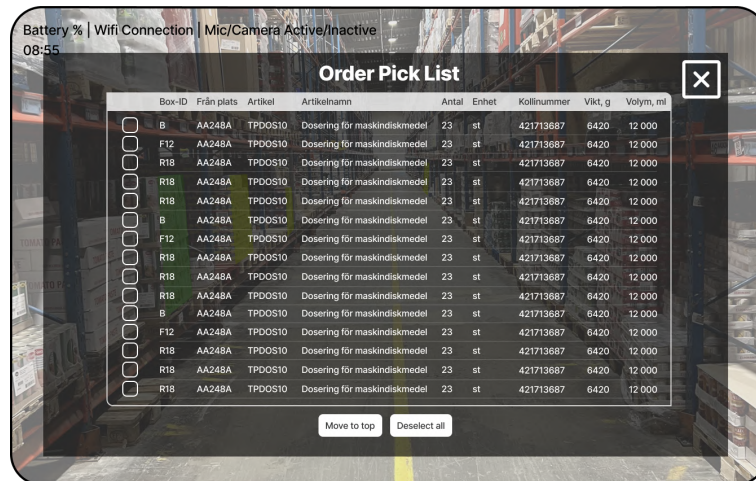 Battery % | Wifi Connection | Mic/Camera Active/Inactive
08:55
Order Pick List
Box-ID Från plats Artikel Artikelnamn Antal Enhet Kollinummer Vikt, g Volym, ml
B AA248A TPDOS10 Dosering för maskindiskmedel 23 st 421713687 6420 12 000
F12 AA248A TPDOS10 Dosering för maskindiskmedel 23 st 421713687 6420 12 000
R18 AA248A TPDOS10 Dosering för maskindiskmedel 23 st 421713687 6420 12 000
R18 AA248A TPDOS10 Dosering för maskindiskmedel 23 st 421713687 6420 12 000
R18 AA248A TPDOS10 Dosering för maskindiskmedel 23 st 421713687 6420 12 000
B AA248A TPDOS10 Dosering för maskindiskmedel 23 st 421713687 6420 12 000
F12 AA248A TPDOS10 Dosering för maskindiskmedel 23 st 421713687 6420 12 000
R18 AA248A TPDOS10 Dosering för maskindiskmedel 23 st 421713687 6420 12 000
R18 AA248A TPDOS10 Dosering för maskindiskmedel 23 st 421713687 6420 12 000
R18 AA248A TPDOS10 Dosering för maskindiskmedel 23 st 421713687 6420 12 000
B AA248A TPDOS10 Dosering för maskindiskmedel 23 st 421713687 6420 12 000
F12 AA248A TPDOS10 Dosering för maskindiskmedel 23 st 421713687 6420 12 000
R18 AA248A TPDOS10 Dosering för maskindiskmedel 23 st 421713687 6420 12 000
R18 AA248A TPDOS10 Dosering för maskindiskmedel 23 st 421713687 6420 12 000
R18 AA248A TPDOS10 Dosering för maskindiskmedel 23 st 421713687 6420 12 000
Move to top Deselect all